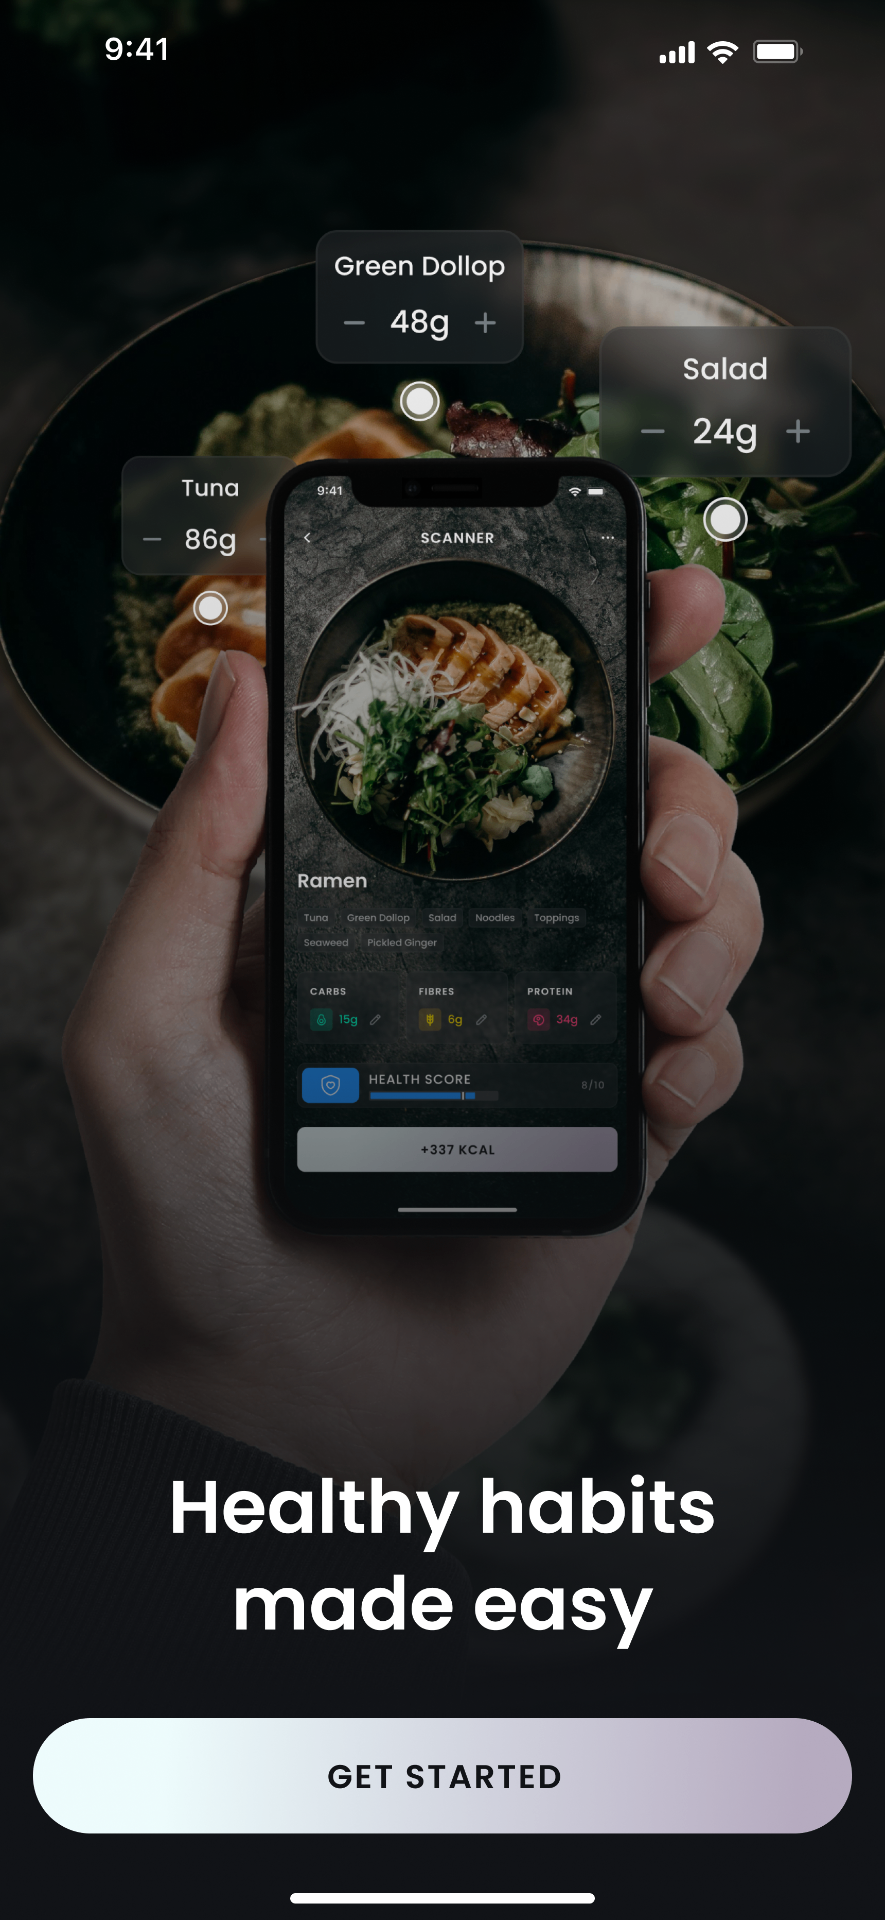 9:41
Green Dollop
− 48g +
Salad
− 24g +
Tuna
− 86g -
9:41
SCANNER
Ramen
Tuna Green Dollop Salad Noodles Toppings
Seaweed Pickled Ginger
CARBS FIBRES PROTEIN
15g 6g 34g
HEALTH SCORE 8/10
+337 KCAL
Healthy habits
made easy
GET STARTED